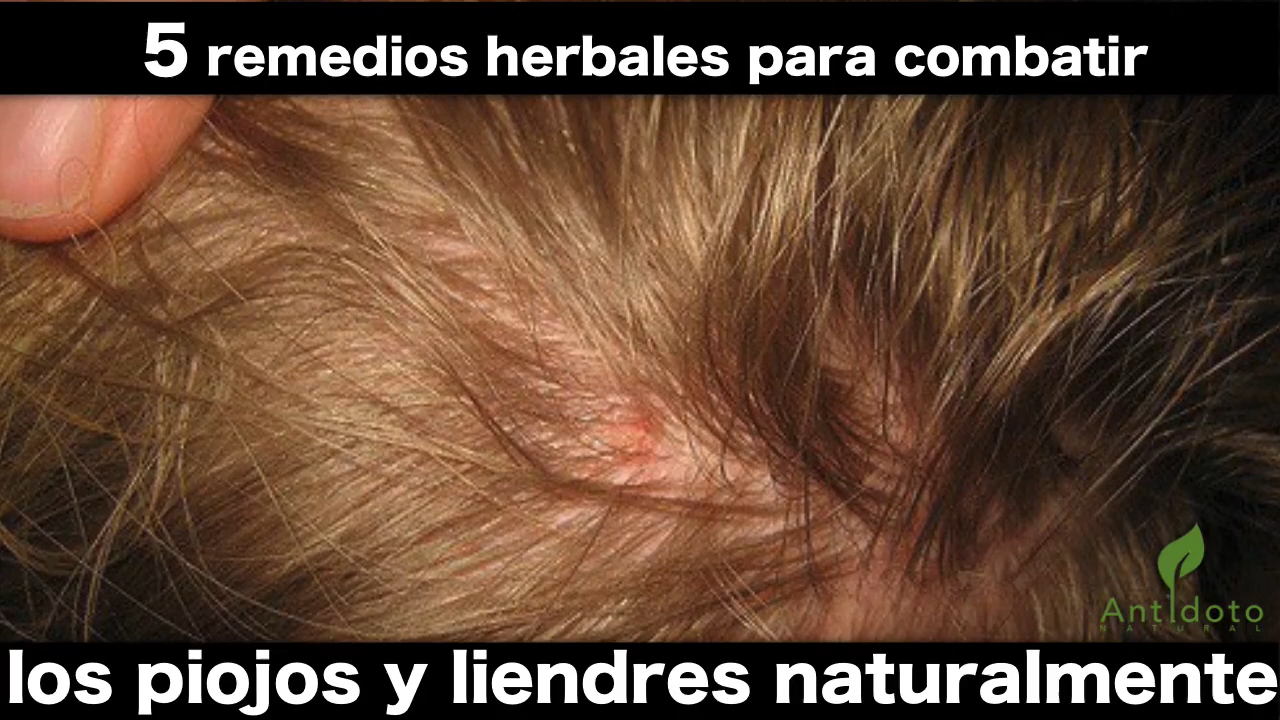 5 remedios herbales para combatir
Antidoto
NATURAL
los piojos y liendres naturalmente